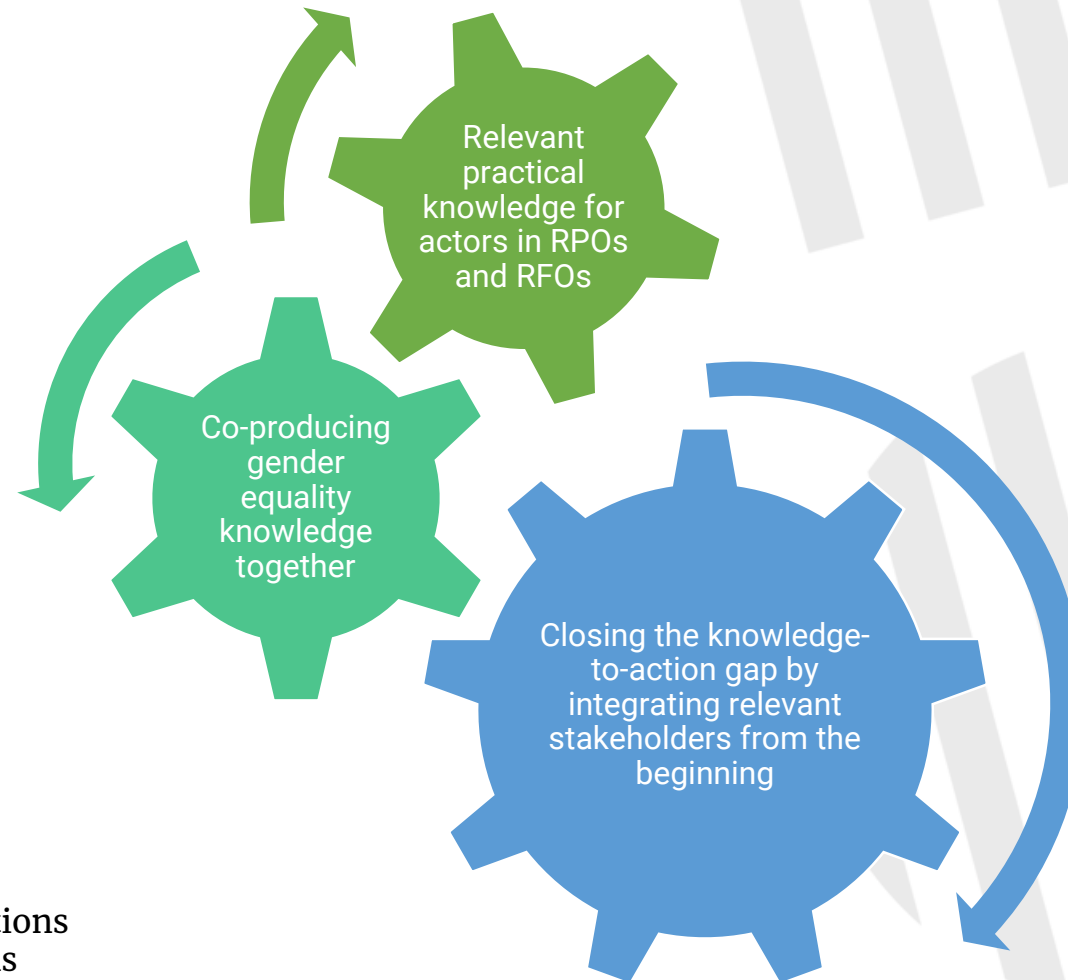 Relevant
practical
knowledge for
actors in RPOs
and RFOs
Co-producing
gender
equality
knowledge
together
Closing the knowledge-
to-action gap by
integrating relevant
stakeholders from the
beginning